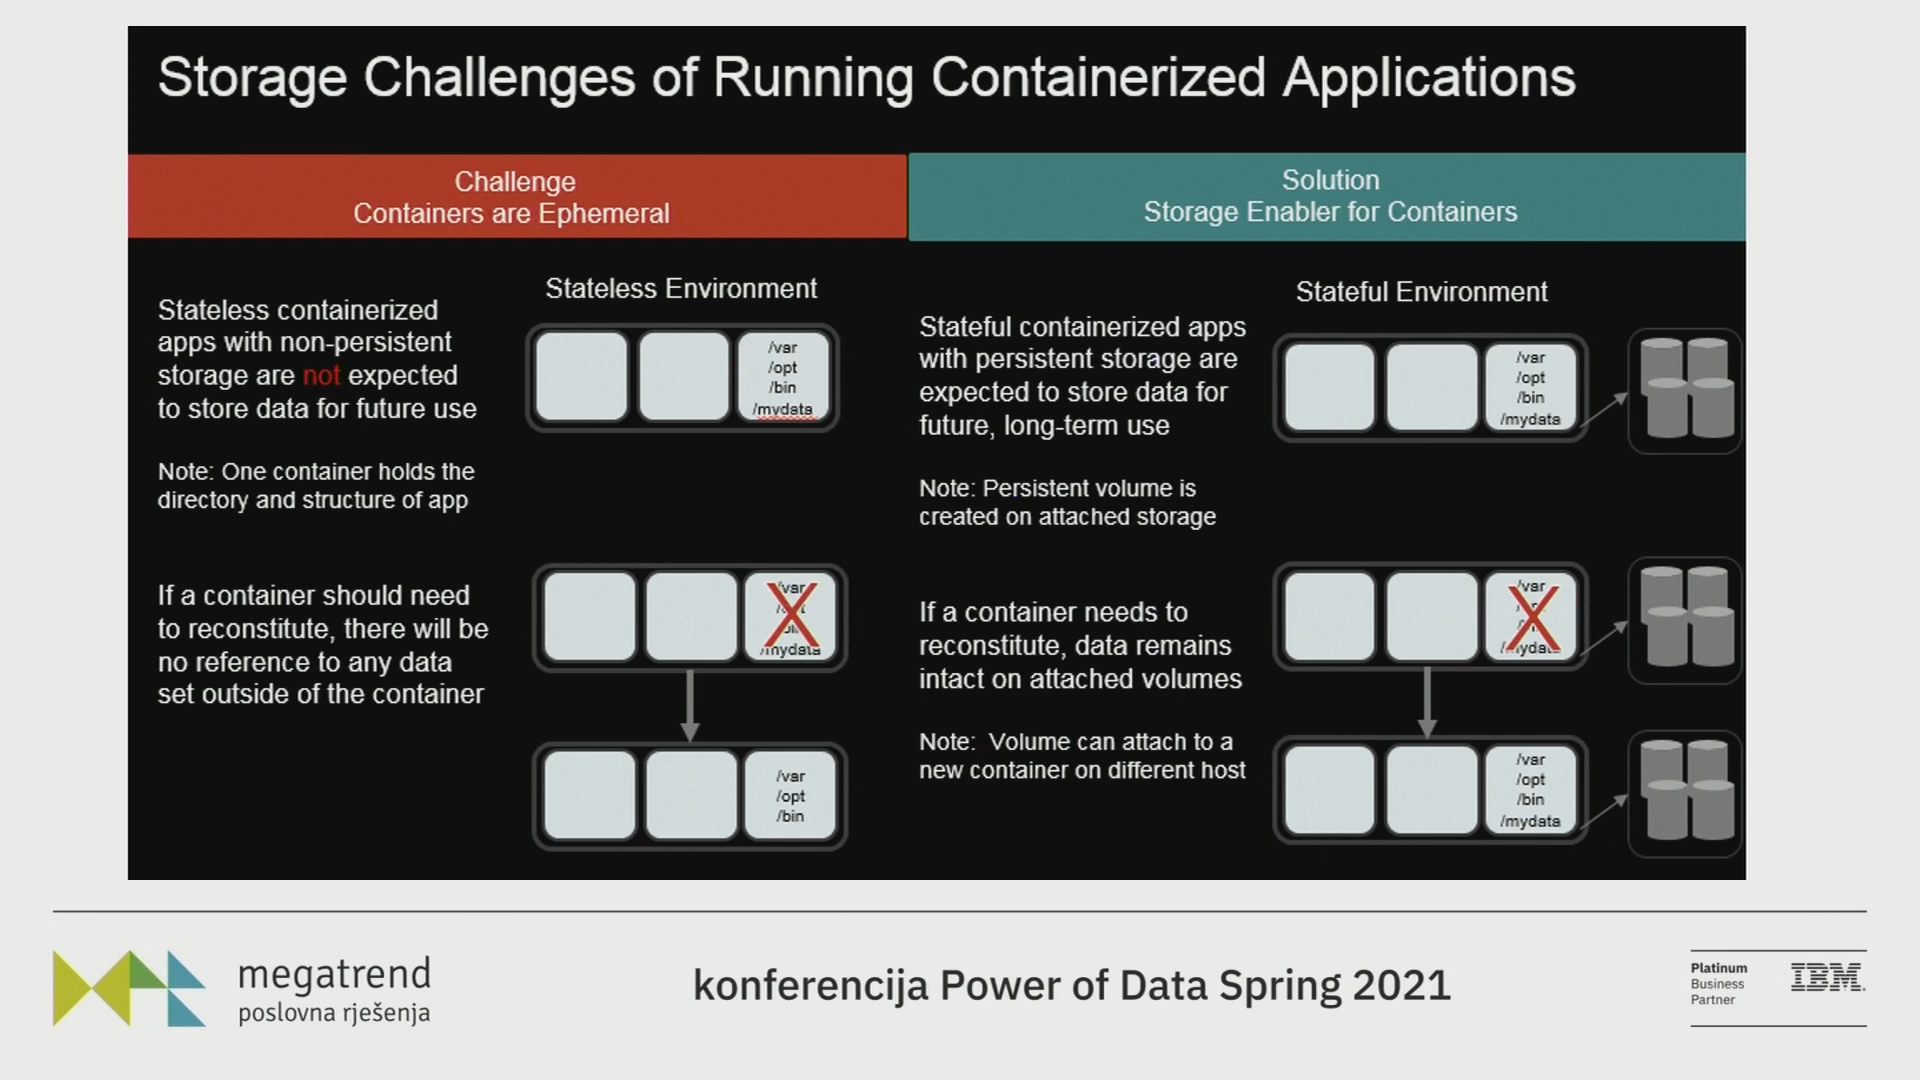 Storage Challenges of Running Containerized Applications
Challenge
Containers are Ephemeral
Solution
Storage Enabler for Containers
Stateless containerized
apps with non-persistent
storage are not expected
to store data for future use
Note: One container holds the
directory and structure of app
Stateless Environment
/var
/opt
/bin
/mydata
If a container should need
to reconstitute, there will be
no reference to any data
set outside of the container
/var
/mydata
/var
/opt
/bin
Stateful containerized apps
with persistent storage are
expected to store data for
future, long-term use
Note: Persistent volume is
created on attached storage
Stateful Environment
/var
/opt
/bin
/mydata
If a container needs to
reconstitute, data remains
intact on attached volumes
Note: Volume can attach to a
new container on different host
/var
/mydata
/var
/opt
/bin
/mydata
megatrend
poslovna rješenja
konferencija Power of Data Spring 2021
Platinum
Business
Partner
IBM